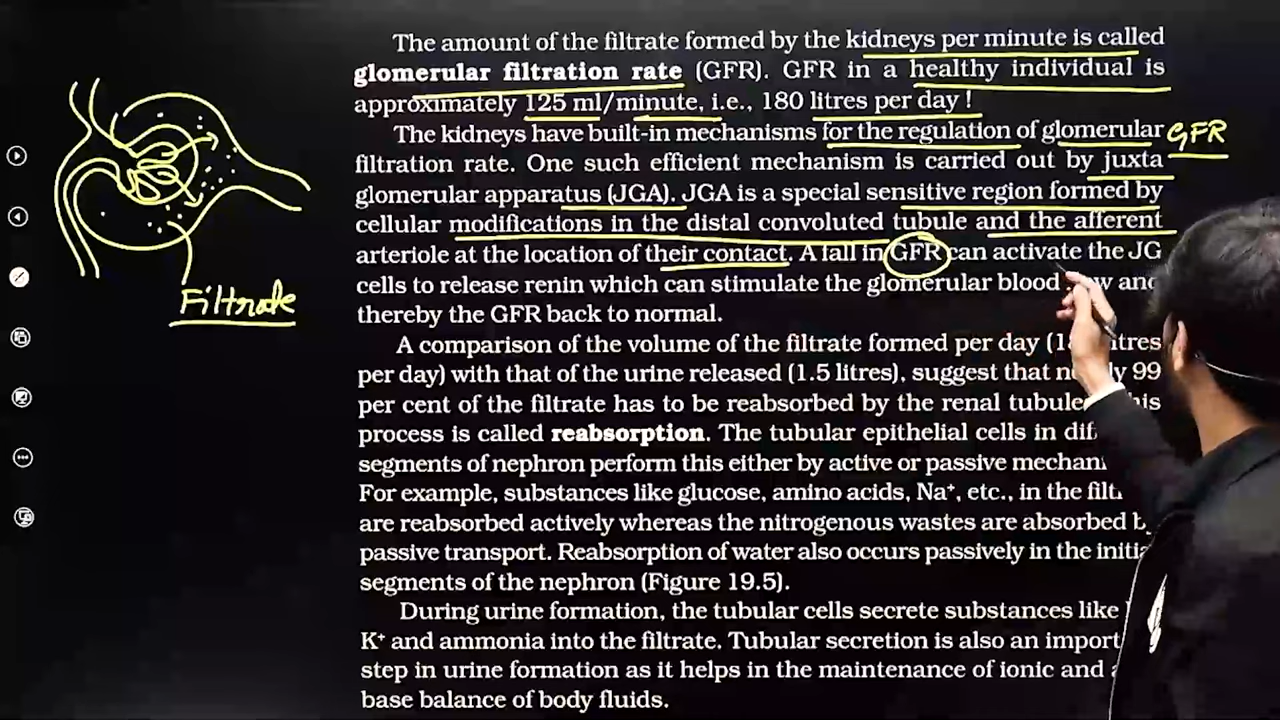 The amount of the filtrate formed by the kidneys per minute is called
glomerular filtration rate (GFR). GFR in a healthy individual is
approximately 125 ml/minute, i.e., 180 litres per day !
The kidneys have built-in mechanisms for the regulation of glomerular GFR
filtration rate. One such efficient mechanism is carried out by juxta
glomerular apparatus (JGA). JGA is a special sensitive region formed by
cellular modifications in the distal convoluted tubule and the afferent
arteriole at the location of their contact. A fall in GFR can activate the JG
cells to release renin which can stimulate the glomerular blood
thereby the GFR back to normal.
Filtrate
A comparison of the volume of the filtrate formed per day
per day) with that of the urine released (1.5 litres), suggest that 99
per cent of the filtrate has to be reabsorbed by the renal
process is called reabsorption. The tubular epithelial cells in
segments of nephron perform this either by active or passive
For example, substances like glucose, amino acids, Na⁺, etc., in the
are reabsorbed actively whereas the nitrogenous wastes are absorbed
passive transport. Reabsorption of water also occurs passively in the
segments of the nephron (Figure 19.5).
During urine formation, the tubular cells secrete substances like
K⁺ and ammonia into the filtrate. Tubular secretion is also an
step in urine formation as it helps in the maintenance of ionic and
base balance of body fluids.